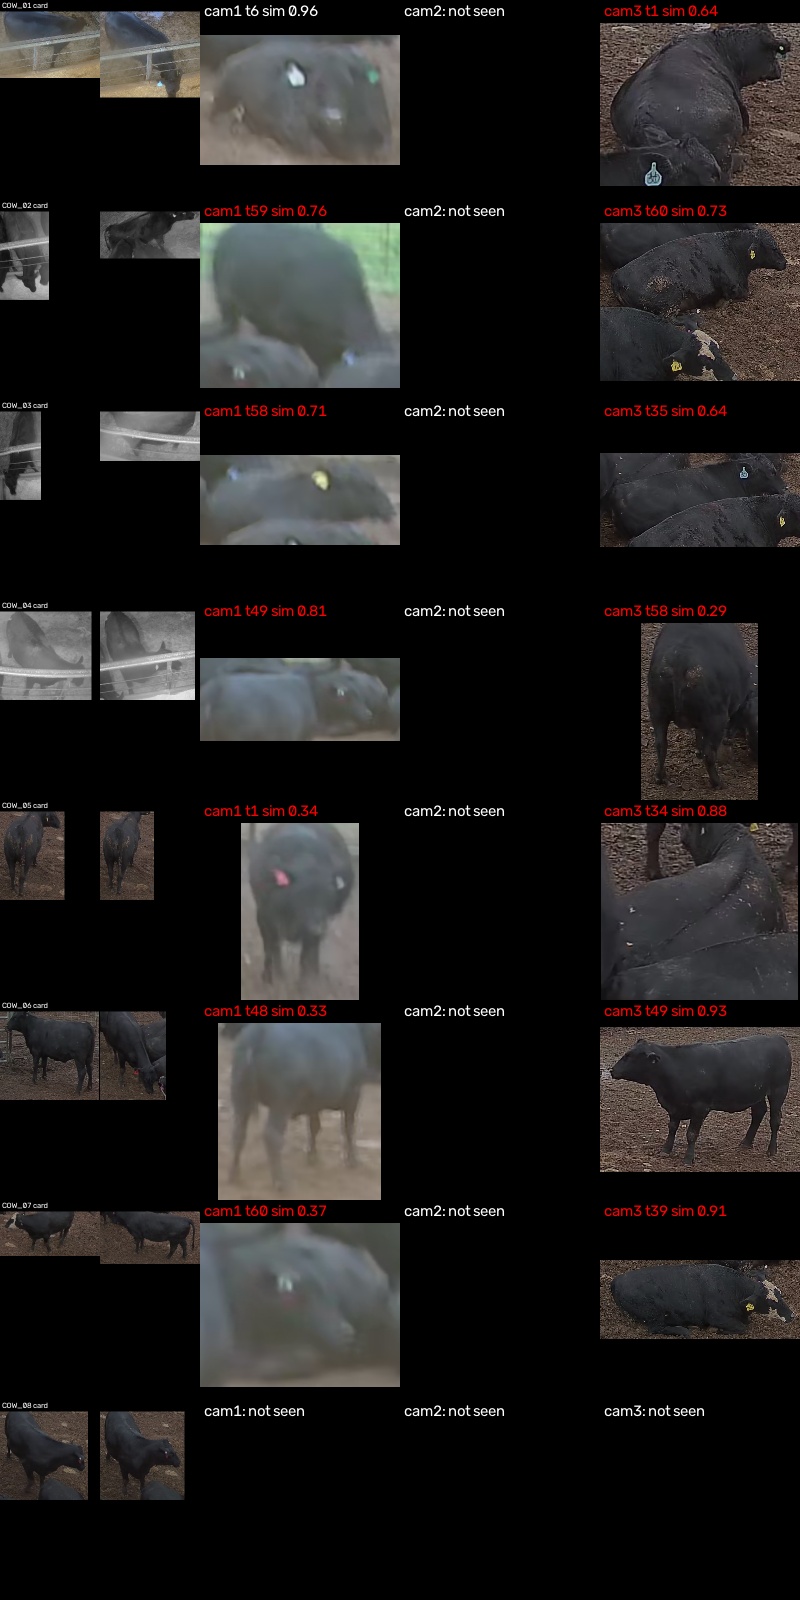 COW_01 card
cam1 t6 sim 0.96
cam2: not seen
cam3 t1 sim 0.64
COW_02 card
cam1 t59 sim 0.76
cam2: not seen
cam3 t60 sim 0.73
COW_03 card
cam1 t58 sim 0.71
cam2: not seen
cam3 t35 sim 0.64
COW_04 card
cam1 t49 sim 0.81
cam2: not seen
cam3 t58 sim 0.29
COW_05 card
cam1 t1 sim 0.34
cam2: not seen
cam3 t34 sim 0.88
COW_06 card
cam1 t48 sim 0.33
cam2: not seen
cam3 t49 sim 0.93
COW_07 card
cam1 t60 sim 0.37
cam2: not seen
cam3 t39 sim 0.91
COW_08 card
cam1: not seen
cam2: not seen
cam3: not seen